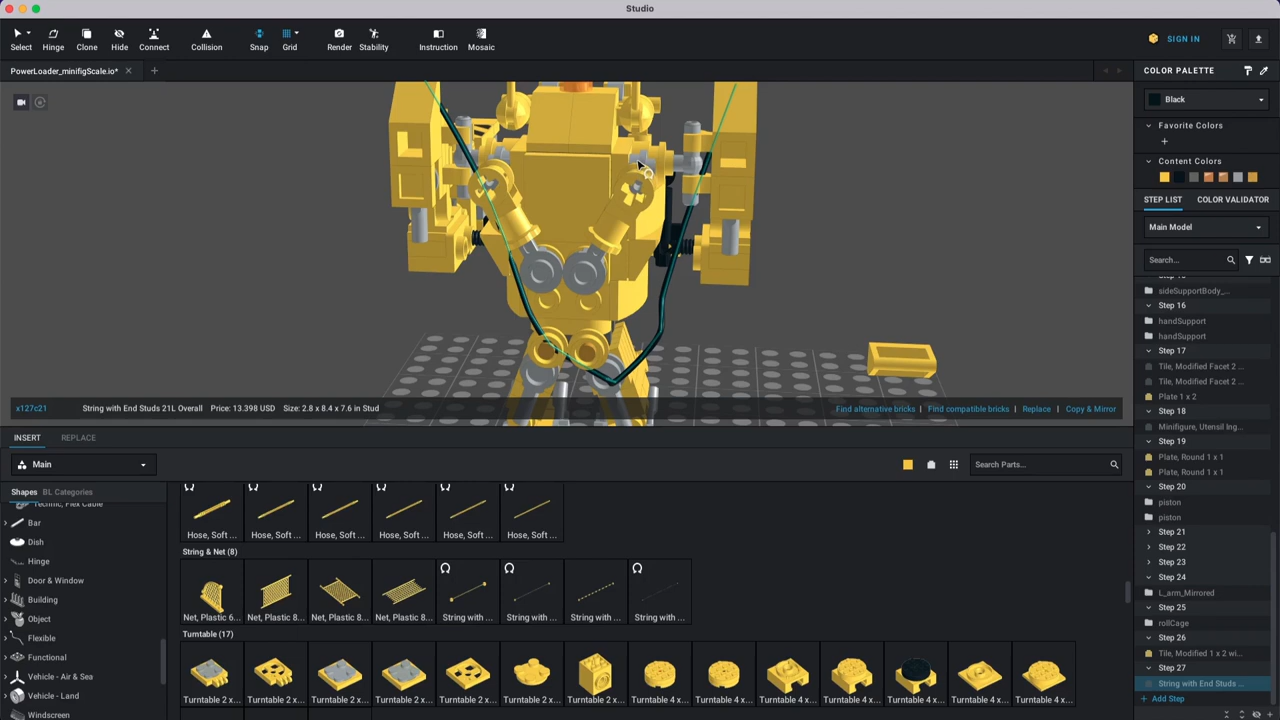 Studio
Select
Hinge
Clone
Hide
Connect
Collision
Snap
Grid
Render
Stability
Instruction
Mosaic
SIGN IN
PowerLoader_minifigScale.io*
COLOR PALETTE
Black
Favorite Colors
Content Colors
STEP LIST
COLOR VALIDATOR
Main Model
Search...
sideSupportBody_...
Step 16
handSupport
handSupport
Step 17
Tile, Modified Facet 2 ...
Tile, Modified Facet 2 ...
Plate 1 x 2
Step 18
Minifigure, Utensil Ing...
Step 19
Plate, Round 1 x 1
Plate, Round 1 x 1
Step 20
piston
piston
Step 21
Step 22
Step 23
Step 24
L_arm_Mirrored
Step 25
rollCage
Step 26
Tile, Modified 1 x 2 wi...
Step 27
String with End Studs ...
+ Add Step
x127c21 String with End Studs 21L Overall Price: 13.398 USD Size: 2.8 x 8.4 x 7.6 in Stud
Find alternative bricks | Find compatible bricks | Replace | Copy & Mirror
INSERT REPLACE
Main
Search Parts...
Shapes BL Categories
Technic, Flex Cable
Bar
Dish
Hinge
Door & Window
Building
Object
Flexible
Functional
Vehicle - Air & Sea
Vehicle - Land
Windscreen
Hose, Soft ... Hose, Soft ... Hose, Soft ... Hose, Soft ... Hose, Soft ... Hose, Soft ...
String & Net (8)
Net, Plastic 6... Net, Plastic 8... Net, Plastic 8... Net, Plastic 8... String with ... String with ... String with ... String with ...
Turntable (17)
Turntable 2 x... Turntable 2 x... Turntable 2 x... Turntable 2 x... Turntable 2 x... Turntable 2 x... Turntable 2 x... Turntable 4 x... Turntable 4 x... Turntable 4 x... Turntable 4 x... Turntable 4 x... Turntable 4 x... Turntable 4 x...